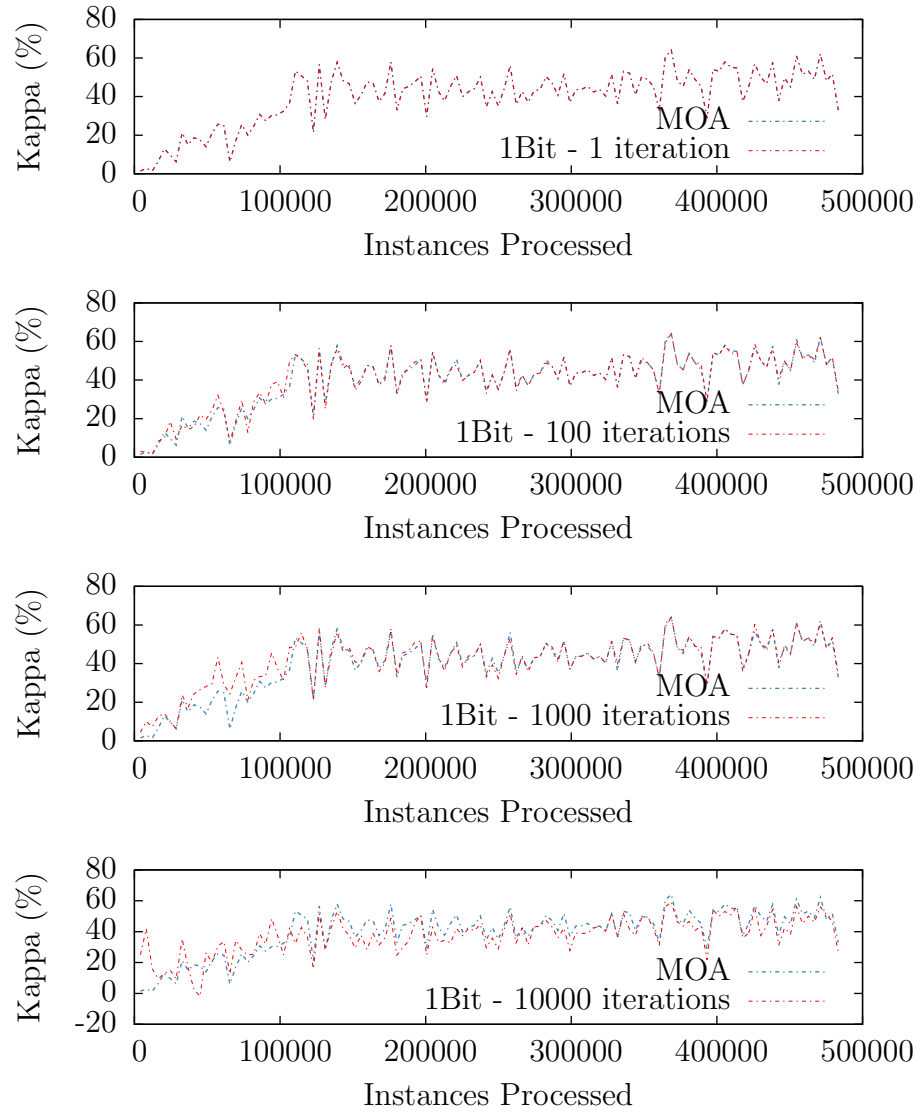 80
60
40
20
0
Kappa (%)
MOA
1Bit - 1 iteration
0 100000 200000 300000 400000 500000
Instances Processed
80
60
40
20
0
Kappa (%)
MOA
1Bit - 100 iterations
0 100000 200000 300000 400000 500000
Instances Processed
80
60
40
20
0
Kappa (%)
MOA
1Bit - 1000 iterations
0 100000 200000 300000 400000 500000
Instances Processed
80
60
40
20
0
-20
Kappa (%)
MOA
1Bit - 10000 iterations
0 100000 200000 300000 400000 500000
Instances Processed